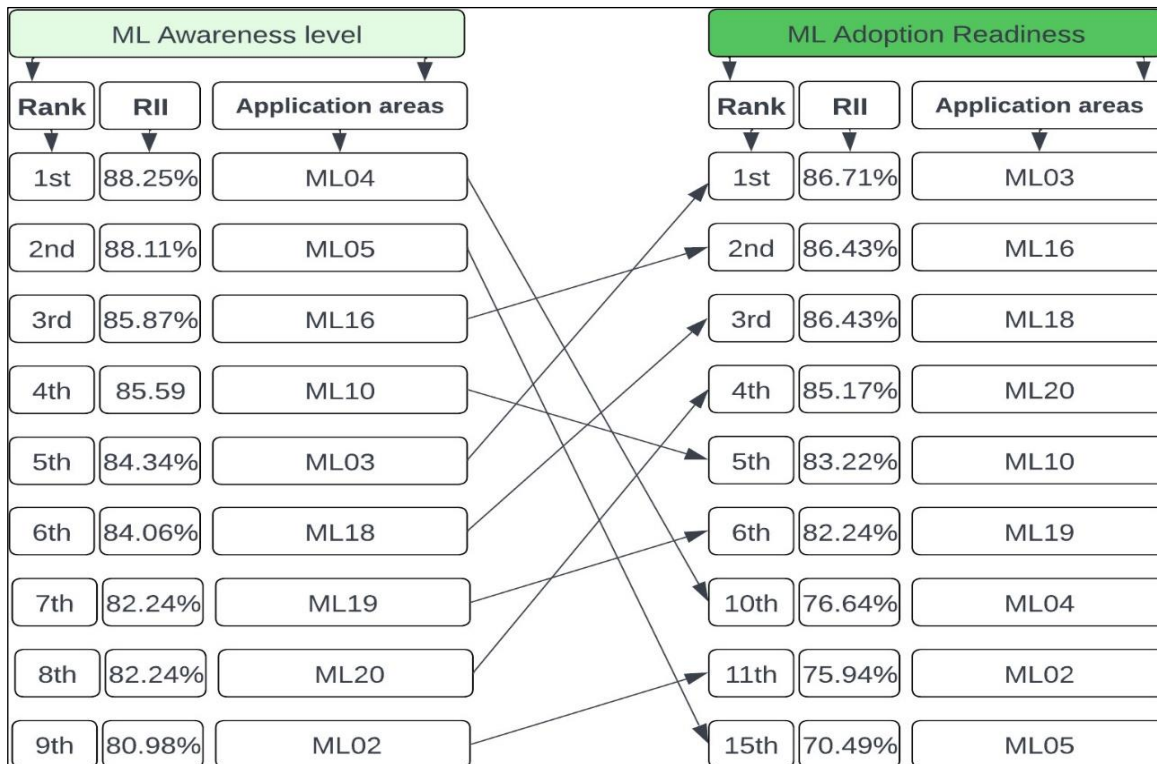 ML Awareness level ML Adoption Readiness
Rank RII Application areas Rank RII Application areas
1st 88.25% ML04 1st 86.71% ML03
2nd 88.11% ML05 2nd 86.43% ML16
3rd 85.87% ML16 3rd 86.43% ML18
4th 85.59 ML10 4th 85.17% ML20
5th 84.34% ML03 5th 83.22% ML10
6th 84.06% ML18 6th 82.24% ML19
7th 82.24% ML19 10th 76.64% ML04
8th 82.24% ML20 11th 75.94% ML02
9th 80.98% ML02 15th 70.49% ML05